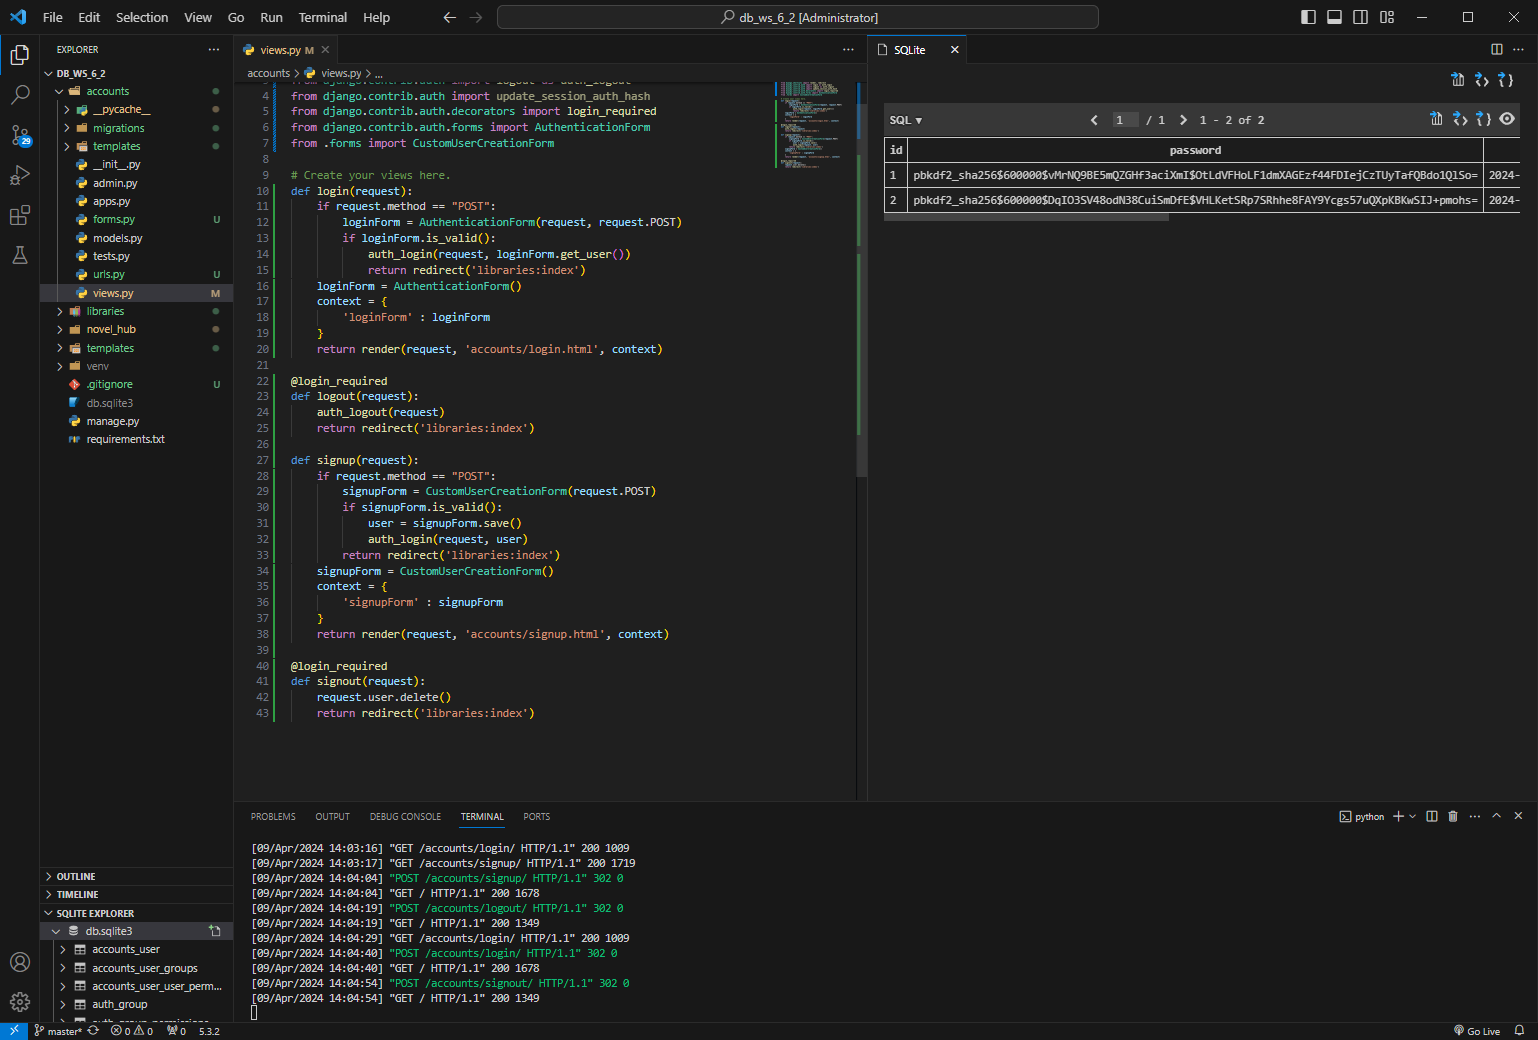 File Edit Selection View Go Run Terminal Help
db_ws_6_2 [Administrator]
EXPLORER
DB_WS_6_2
accounts
__pycache__
migrations
templates
__init__.py
admin.py
apps.py
forms.py U
models.py
tests.py
urls.py U
views.py M
libraries
novel_hub
templates
venv
.gitignore U
db.sqlite3
manage.py
requirements.txt
OUTLINE
TIMELINE
SQLITE EXPLORER
db.sqlite3
accounts_user
accounts_user_groups
accounts_user_user_perm...
auth_group
29
views.py M
accounts > views.py > ...
4 from django.contrib.auth import update_session_auth_hash
5 from django.contrib.auth.decorators import login_required
6 from django.contrib.auth.forms import AuthenticationForm
7 from .forms import CustomUserCreationForm
8
9 # Create your views here.
10 def login(request):
11 if request.method == "POST":
12 loginForm = AuthenticationForm(request, request.POST)
13 if loginForm.is_valid():
14 auth_login(request, loginForm.get_user())
15 return redirect('libraries:index')
16 loginForm = AuthenticationForm()
17 context = {
18 'loginForm' : loginForm
19 }
20 return render(request, 'accounts/login.html', context)
21
22 @login_required
23 def logout(request):
24 auth_logout(request)
25 return redirect('libraries:index')
26
27 def signup(request):
28 if request.method == "POST":
29 signupForm = CustomUserCreationForm(request.POST)
30 if signupForm.is_valid():
31 user = signupForm.save()
32 auth_login(request, user)
33 return redirect('libraries:index')
34 signupForm = CustomUserCreationForm()
35 context = {
36 'signupForm' : signupForm
37 }
38 return render(request, 'accounts/signup.html', context)
39
40 @login_required
41 def signout(request):
42 request.user.delete()
43 return redirect('libraries:index')
SQLite
SQL ▾ < 1 / 1 > 1 - 2 of 2
id password
1 pbkdf2_sha256$600000$vMrNQ9BE5mQZGHf3aciXmI$OtLdVFHoLF1dmXAGEzf44FDIejCzTUyTafQBdo1QlSo= 2024-
2 pbkdf2_sha256$600000$DqIO3SV48odN38CuiSmDfE$VHLKetSRp7SRhhe8FAY9Ycgs57uQXpKBKwSIJ+pmohs= 2024-
PROBLEMS OUTPUT DEBUG CONSOLE TERMINAL PORTS
python
[09/Apr/2024 14:03:16] "GET /accounts/login/ HTTP/1.1" 200 1009
[09/Apr/2024 14:03:17] "GET /accounts/signup/ HTTP/1.1" 200 1719
[09/Apr/2024 14:04:04] "POST /accounts/signup/ HTTP/1.1" 302 0
[09/Apr/2024 14:04:04] "GET / HTTP/1.1" 200 1678
[09/Apr/2024 14:04:19] "POST /accounts/logout/ HTTP/1.1" 302 0
[09/Apr/2024 14:04:19] "GET / HTTP/1.1" 200 1349
[09/Apr/2024 14:04:29] "GET /accounts/login/ HTTP/1.1" 200 1009
[09/Apr/2024 14:04:40] "POST /accounts/login/ HTTP/1.1" 302 0
[09/Apr/2024 14:04:40] "GET / HTTP/1.1" 200 1678
[09/Apr/2024 14:04:54] "POST /accounts/signout/ HTTP/1.1" 302 0
[09/Apr/2024 14:04:54] "GET / HTTP/1.1" 200 1349
master* 0 0 0 5.3.2
Go Live